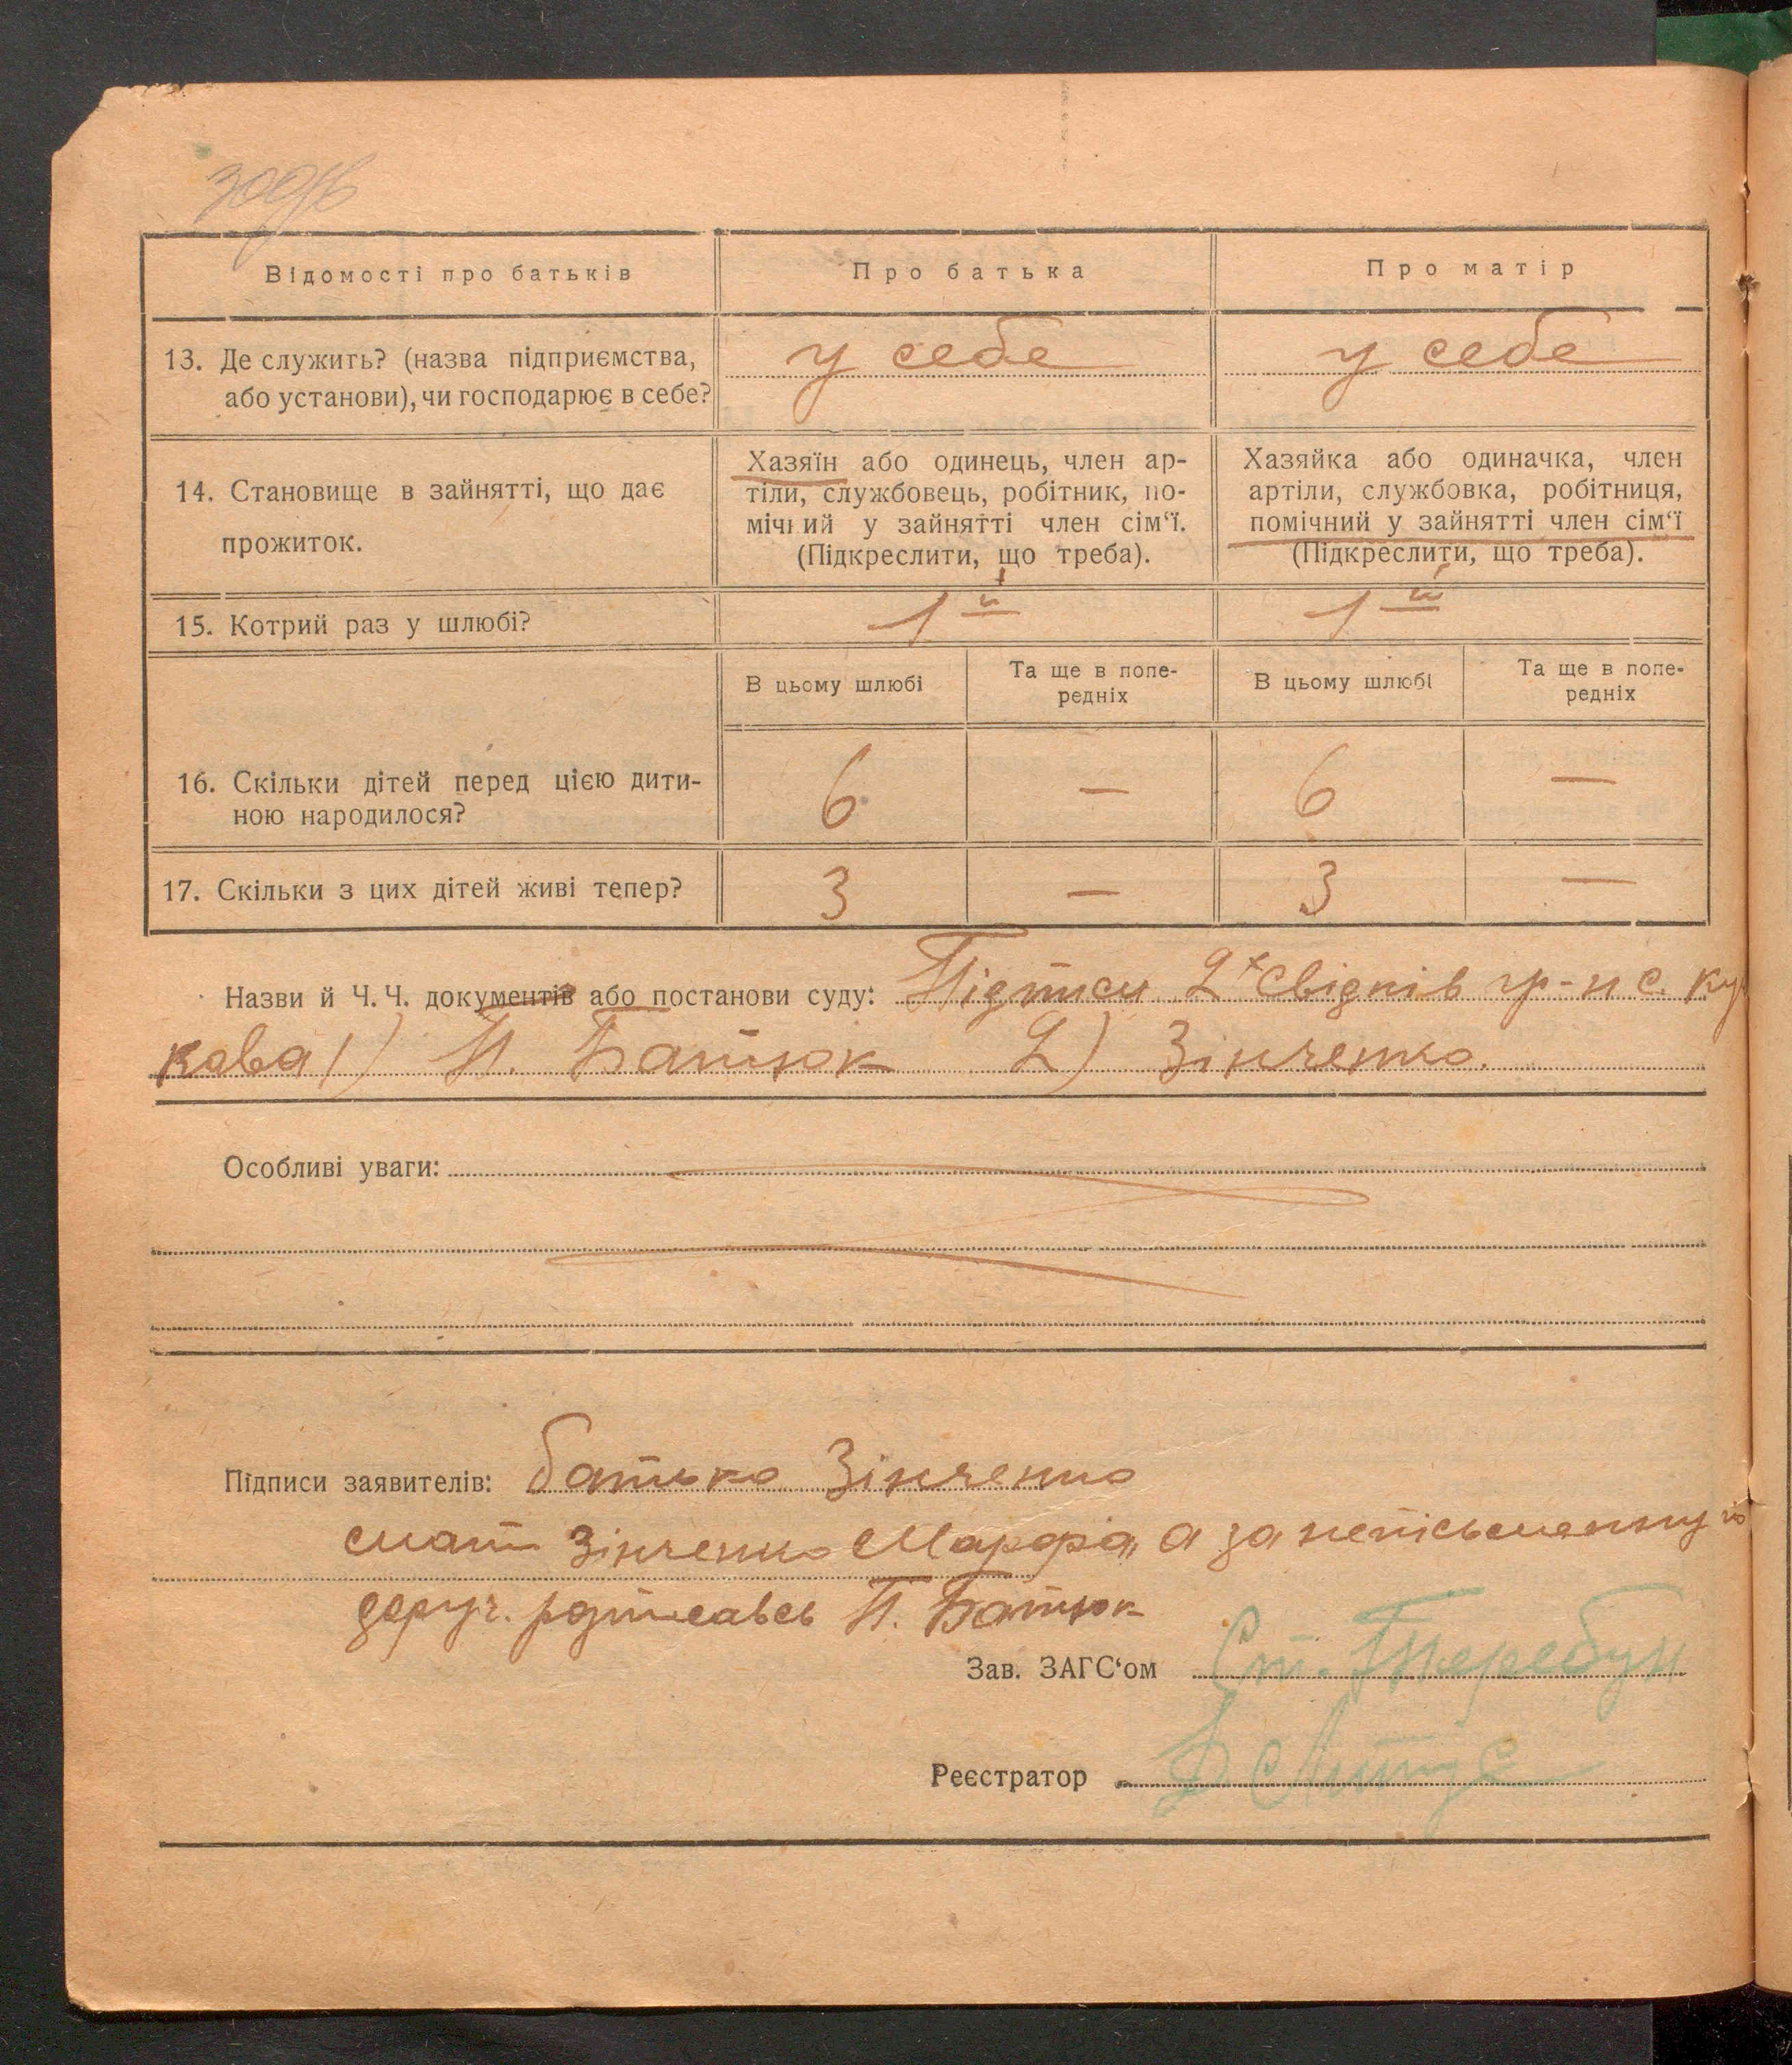 Відомості про батьків
Про батька
Про матір
13. Де служить? (назва підприємства,
або установи), чи господарює в себе?
у себе
у себе
14. Становище в зайнятті, що дає
прожиток.
Хазяїн або одинець, член ар-
тіли, службовець, робітник, по-
мічний у зайнятті член сім‘ї.
(Підкреслити, що треба).
Хазяйка або одиначка, член
артіли, службовка, робітниця,
помічний у зайнятті член сім‘ї
(Підкреслити, що треба).
15. Котрий раз у шлюбі?
1й
1й
В цьому шлюбі
Та ще в попе-
редніх
В цьому шлюбі
Та ще в попе-
редніх
16. Скільки дітей перед цією дити-
ною народилося?
6
—
6
—
17. Скільки з цих дітей живі тепер?
3
—
3
—
Назви й Ч. Ч. документів або постанови суду: Підписи 2х свідків гр-н с. Ку
кова 1) П. Батюк 2) Зінченко.
Особливі уваги:
Підписи заявителів: батько Зінченко
мати Зінченко Марфа, а за неписьменну
доруч. розписавсь П. Батюк
Зав. ЗАГС‘ом Ст. Теребун
Реєстратор